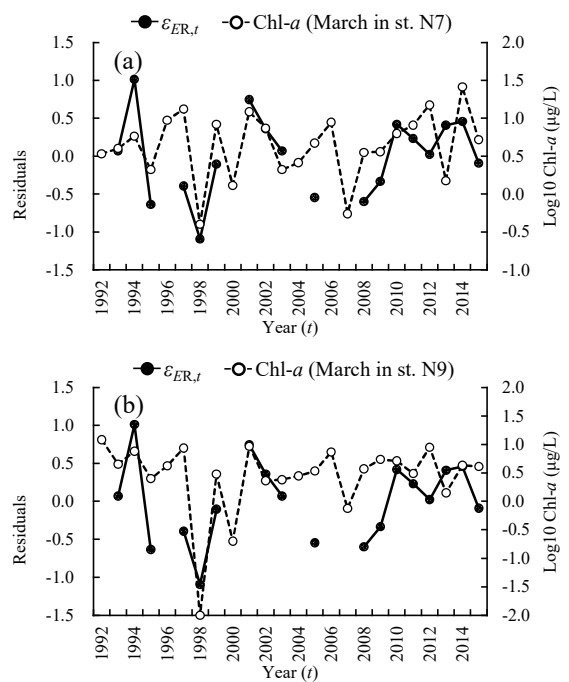 ε_{ER,t} Chl-a (March in st. N7)
(a)
1.5 2.0
1.0 1.5
0.5 1.0
0.0 0.5
-0.5 0.0
-1.0 -0.5
-1.5 -1.0
Residuals
Log10 Chl-a (μg/L)
1992 1994 1996 1998 2000 2002 2004 2006 2008 2010 2012 2014
Year (t)
ε_{ER,t} Chl-a (March in st. N9)
(b)
1.5 2.0
1.0 1.5
1.0
0.5 0.5
0.0 0.0
-0.5 -0.5
-1.0
-1.0 -1.5
-1.5 -2.0
Residuals
Log10 Chl-a (μg/L)
1992 1994 1996 1998 2000 2002 2004 2006 2008 2010 2012 2014
Year (t)